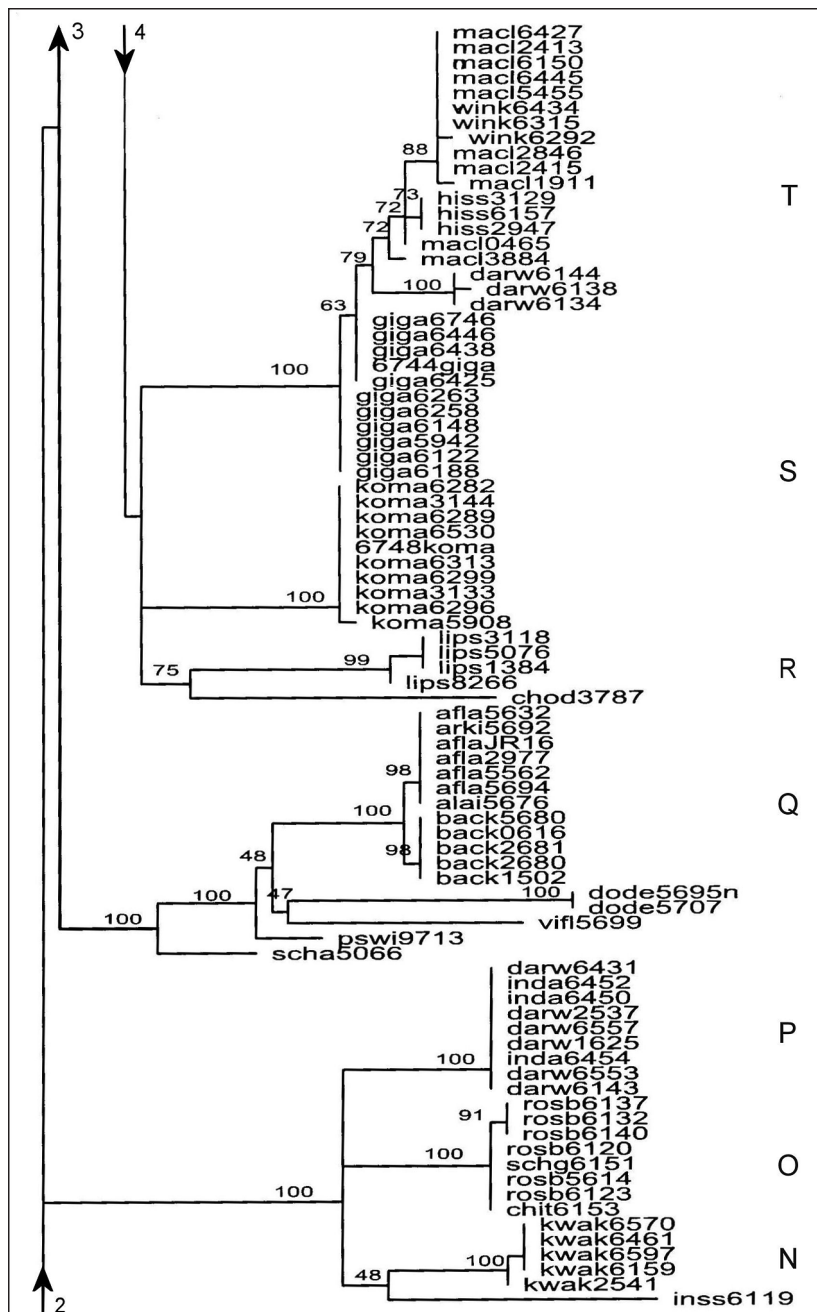 3
4
macl6427
macl2413
macl6150
macl6445
macl5455
wink6434
wink6315
wink6292
88
macl2846
macl2415
macl1911
T
73
hiss3129
72
hiss6157
72
hiss2947
macl0465
79
macl3884
darw6144
100
darw6138
63
darw6134
giga6746
giga6446
giga6438
6744giga
100
giga6425
giga6263
giga6258
giga6148
giga5942
giga6122
S
giga6188
koma6282
koma3144
koma6289
koma6530
6748koma
koma6313
koma6299
koma3133
100
koma6296
koma5908
lips3118
99
lips5076
75
lips1384
R
lips8266
chod3787
afla5632
arki5692
aflaJR16
afla2977
98
afla5562
afla5694
Q
100
alai5676
back5680
back0616
98
back2681
48
back2680
back1502
100
47
100
dode5695n
dode5707
vifl5699
100
pswi9713
scha5066
darw6431
inda6452
inda6450
darw2537
darw6557
P
darw1625
100
inda6454
darw6553
darw6143
rosb6137
91
rosb6132
rosb6140
rosb6120
100
schg6151
O
rosb5614
100
rosb6123
chit6153
kwak6570
kwak6461
kwak6597
N
100
kwak6159
48
kwak2541
inss6119
2